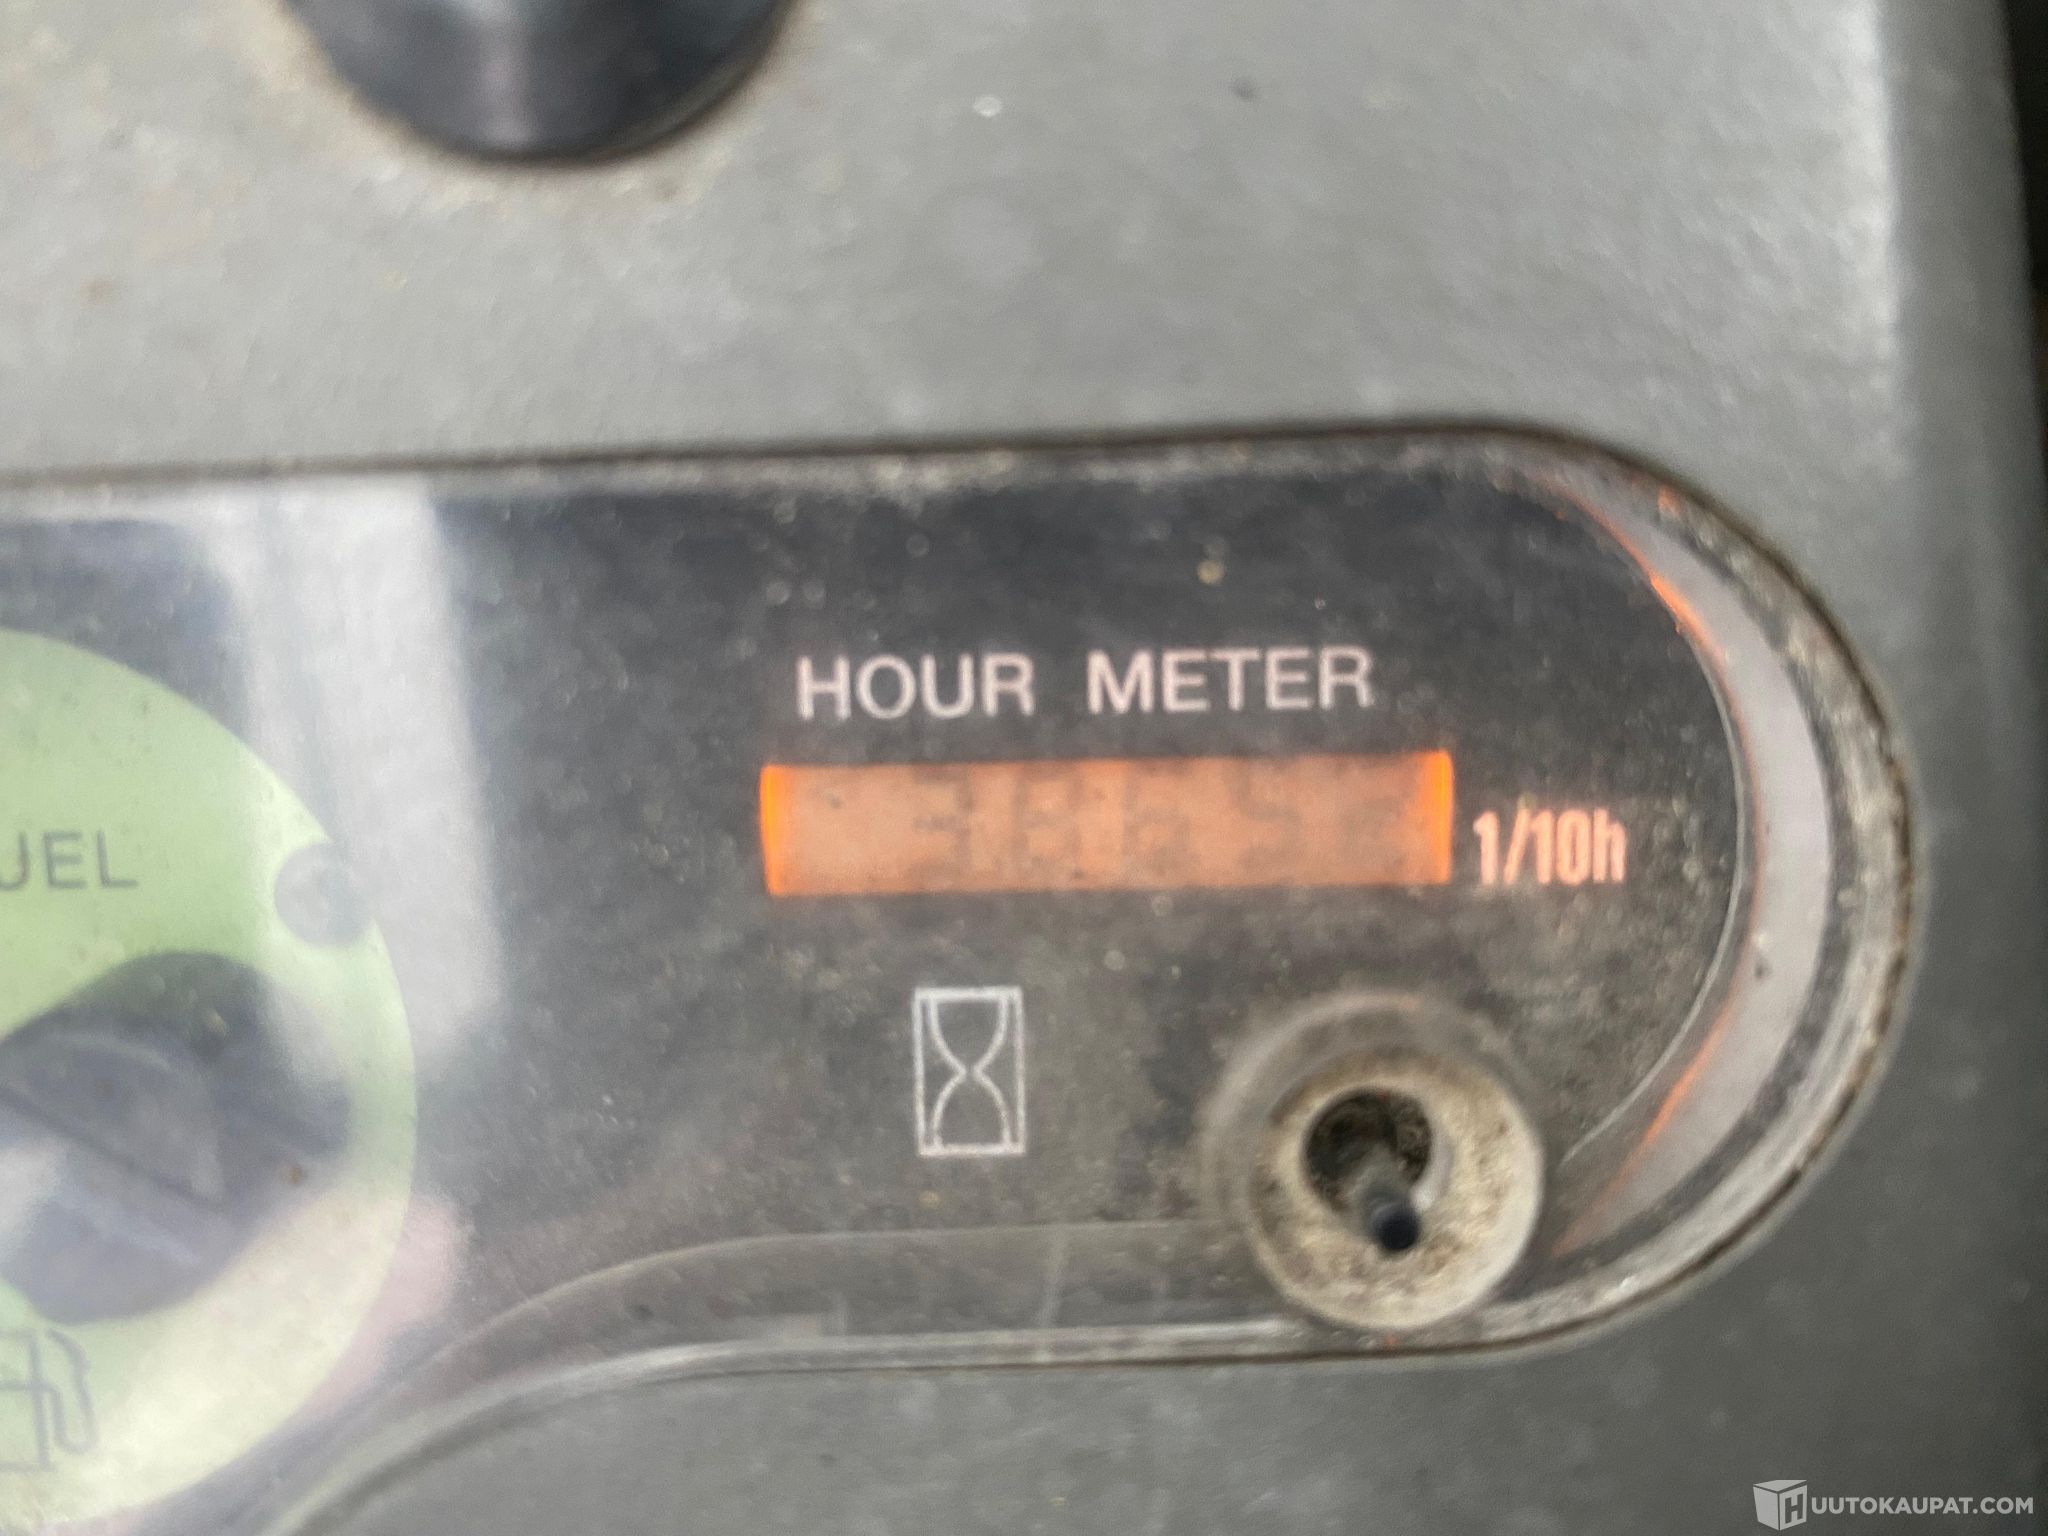 HOUR METER
1/10h
UEL
HUUTOKAUPAT.COM